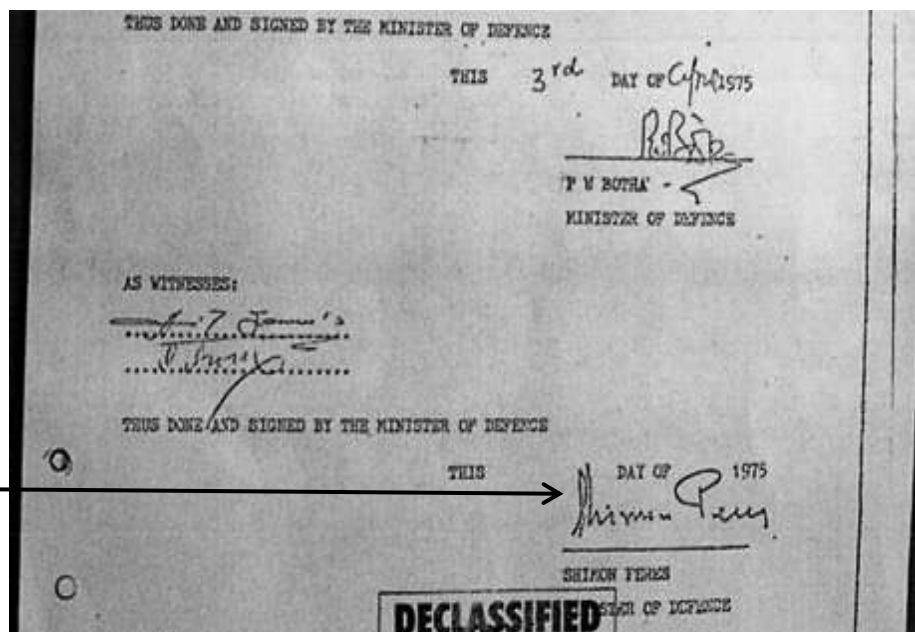 THUS DONE AND SIGNED BY THE MINISTER OF DEFENCE
THIS 3rd DAY OF April 1975
P W BOTHA
MINISTER OF DEFENCE
AS WITNESSES:
THUS DONE AND SIGNED BY THE MINISTER OF DEFENCE
THIS DAY OF 1975
Shimon Peres
SHIMON PERES
DECLASSIFIED
OF DEFENCE